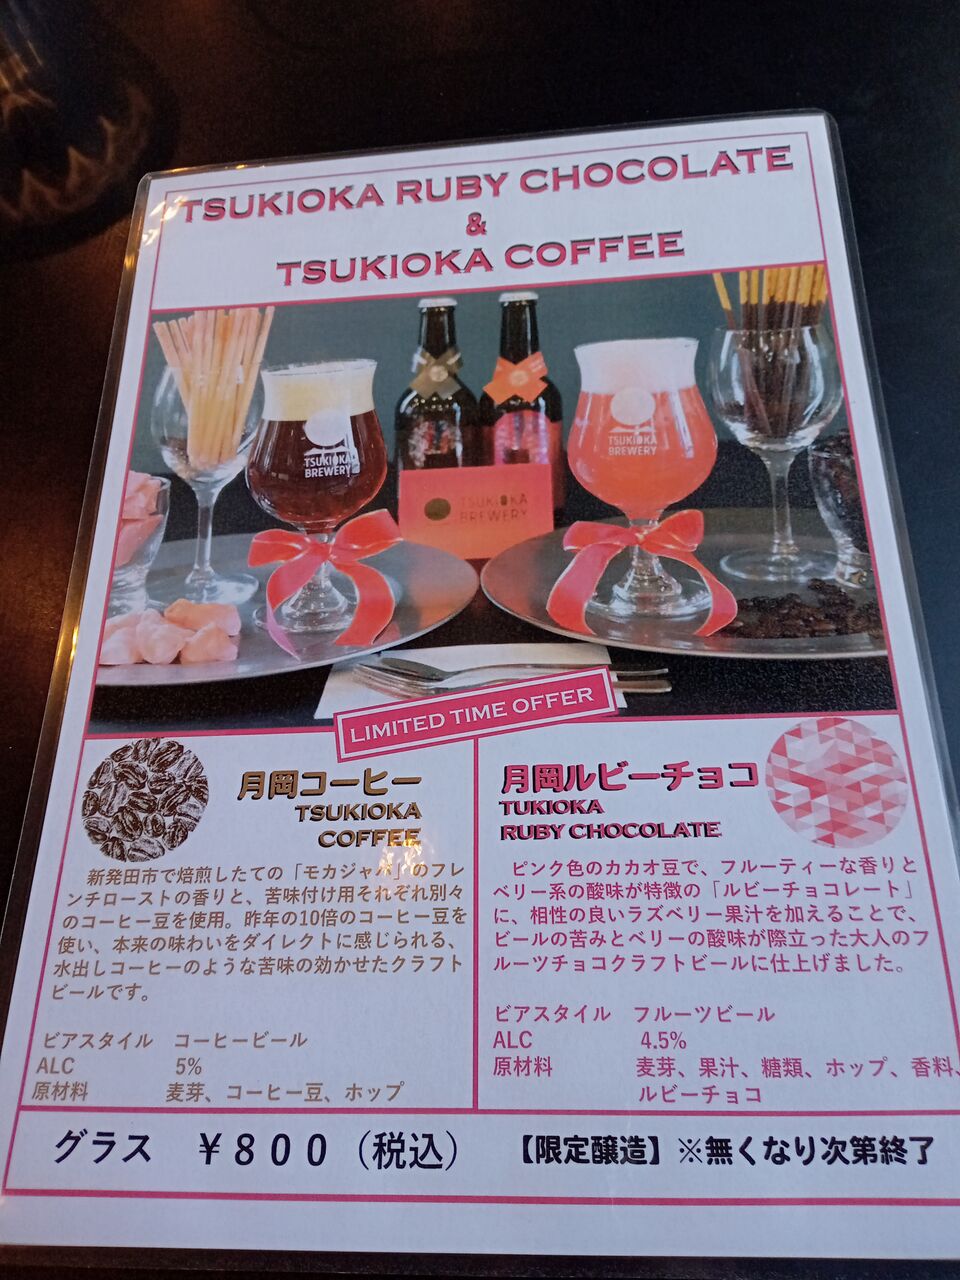 TSUKIOKA RUBY CHOCOLATE
&
TSUKIOKA COFFEE
TSUKIOKA
BREWERY
TSUKIOKA
BREWERY
TSUKIOKA
BREWERY
LIMITED TIME OFFER
月岡コーヒー
TSUKIOKA
COFFEE
新発田市で焙煎したての「モカジャバ」のフレ
ンチローストの香りと、苦味付け用それぞれ別々
のコーヒー豆を使用。昨年の10倍のコーヒー豆を
使い、本来の味わいをダイレクトに感じられる、
水出しコーヒーのような苦味の効かせたクラフト
ビールです。
ビアスタイル コーヒービール
ALC 5%
原材料 麦芽、コーヒー豆、ホップ
月岡ルビーチョコ
TUKIOKA
RUBY CHOCOLATE
ピンク色のカカオ豆で、フルーティーな香りと
ベリー系の酸味が特徴の「ルビーチョコレート」
に、相性の良いラズベリー果汁を加えることで、
ビールの苦みとベリーの酸味が際立った大人のフ
ルーツチョコクラフトビールに仕上げました。
ビアスタイル フルーツビール
ALC 4.5%
原材料 麦芽、果汁、糖類、ホップ、香料、
ルビーチョコ
グラス ￥８００（税込）
【限定醸造】※無くなり次第終了